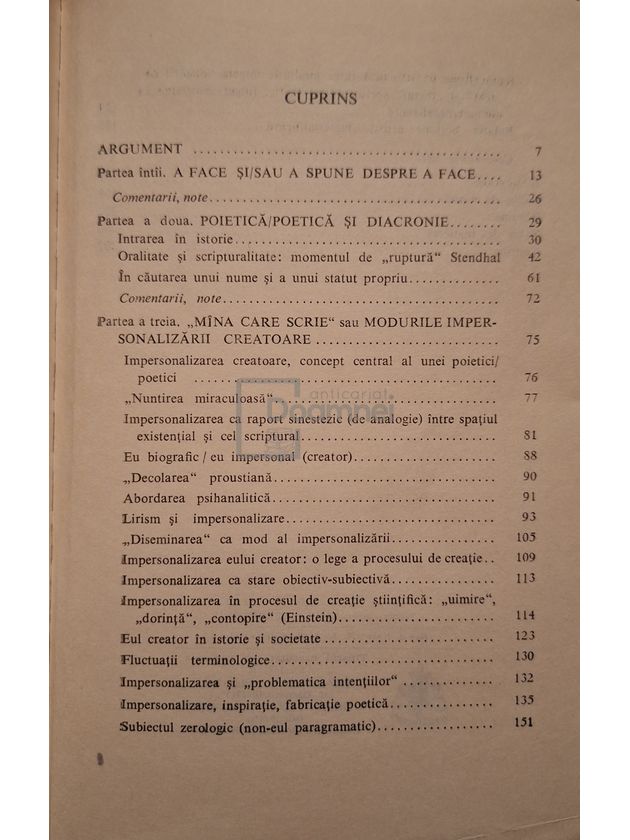 CUPRINS
ARGUMENT .......... 7
Partea întîi. A FACE ŞI/SAU A SPUNE DESPRE A FACE.... 13
Comentarii, note.......... 26
Partea a doua. POIETICĂ/POETICĂ ŞI DIACRONIE........ 29
Intrarea în istorie.......... 30
Oralitate şi scripturalitate: momentul de „ruptură“ Stendhal 42
În căutarea unui nume şi a unui statut propriu.......... 61
Comentarii, note.......... 72
Partea a treia. „MÎNA CARE SCRIE“ sau MODURILE IMPER-
SONALIZĂRII CREATOARE .......... 75
Impersonalizarea creatoare, concept central al unei poietici/
poetici .......... 76
„Nuntirea miraculoasă“.......... 77
anticariat
Doamnei
Impersonalizarea ca raport sinestezic (de analogie) între spaţiul
existenţial şi cel scriptural.......... 81
Eu biografic / eu impersonal (creator).......... 88
„Decolarea“ proustiană.......... 90
Abordarea psihanalitică.......... 91
Lirism şi impersonalizare.......... 93
„Diseminarea“ ca mod al impersonalizării.......... 105
Impersonalizarea eului creator: o lege a procesului de creaţie.. 109
Impersonalizarea ca stare obiectiv-subiectivă.......... 113
Impersonalizarea în procesul de creaţie ştiinţifică: „uimire“,
„dorinţă“, „contopire“ (Einstein).......... 114
Eul creator în istorie şi societate.......... 123
Fluctuaţii terminologice.......... 130
Impersonalizarea şi „problematica intenţiilor“ .......... 132
Impersonalizare, inspiraţie, fabricaţie poetică.......... 135
Subiectul zerologic (non-eul paragramatic).......... 151